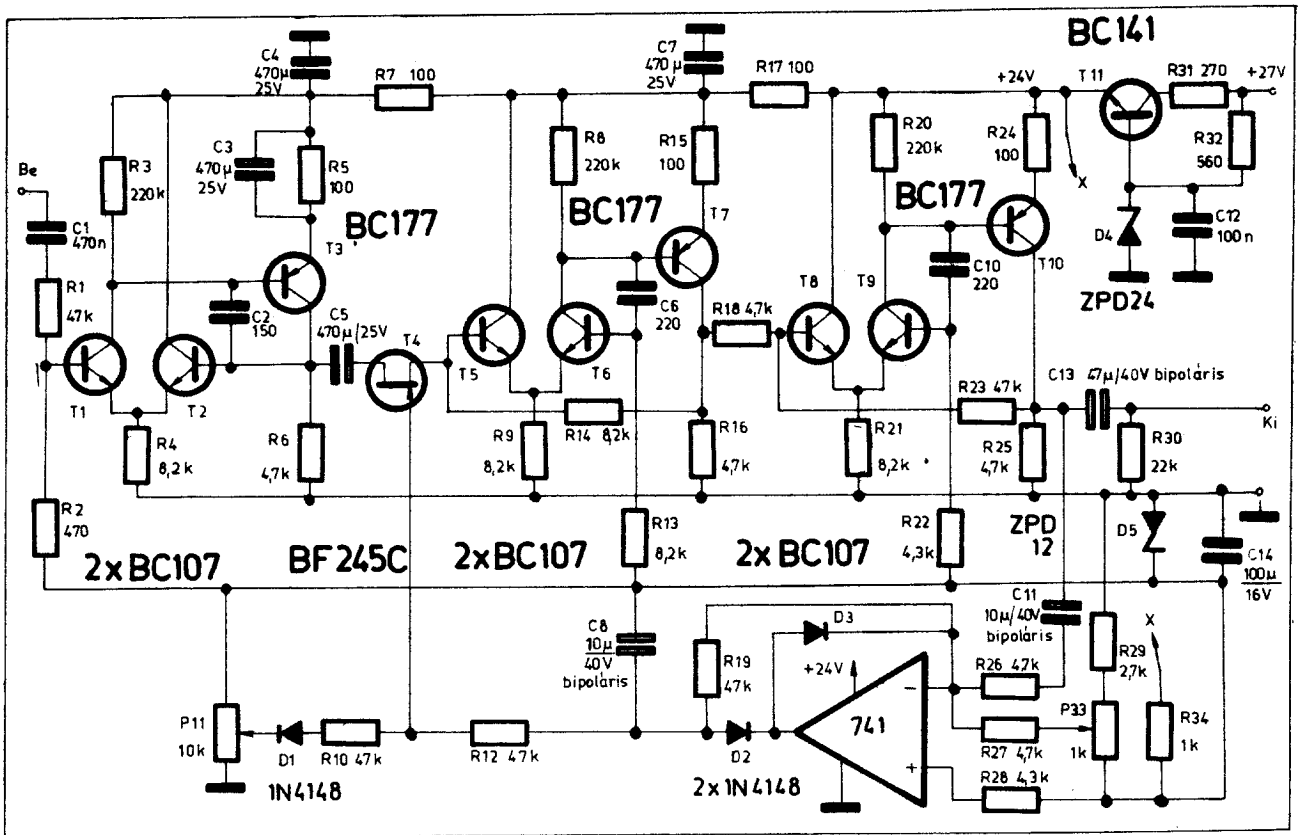 BC141
C4
470µ
25V
R7 100
C7
470µ
25V
R17 100
+24V
T11
R31 270
+27V
Be
C1
470n
R3
220k
C3
470µ
25V
R5
100
R8
220k
R15
100
R20
220k
R24
100
X
R32
560
BC177
T3
BC177
T7
BC177
T10
D4
C12
100n
ZPD24
R1
47k
C2
150
C5
470µ/25V
T4
C6
220
R18 4,7k
T8
T9
C10
220
T1
T2
T5
T6
R23 47k
C13 47µ/40V bipoláris
Ki
R4
8,2k
R6
4,7k
R9
8,2k
R14 8,2k
R16
4,7k
R21
8,2k
R25
4,7k
R30
22k
R2
470
2xBC107
BF245C
2xBC107
R13
8,2k
2xBC107
R22
4,3k
ZPD
12
D5
C14
100µ
16V
C8
10µ
40V
bipoláris
R19
47k
D3
+24V
C11
10µ/40V
bipoláris
R29
2,7k
X
−
R26 47k
741
R27 4,7k
P33
1k
R34
1k
+
R28 4,3k
P11
10k
D1
R10 47k
R12 47k
D2
1N4148
2x1N4148